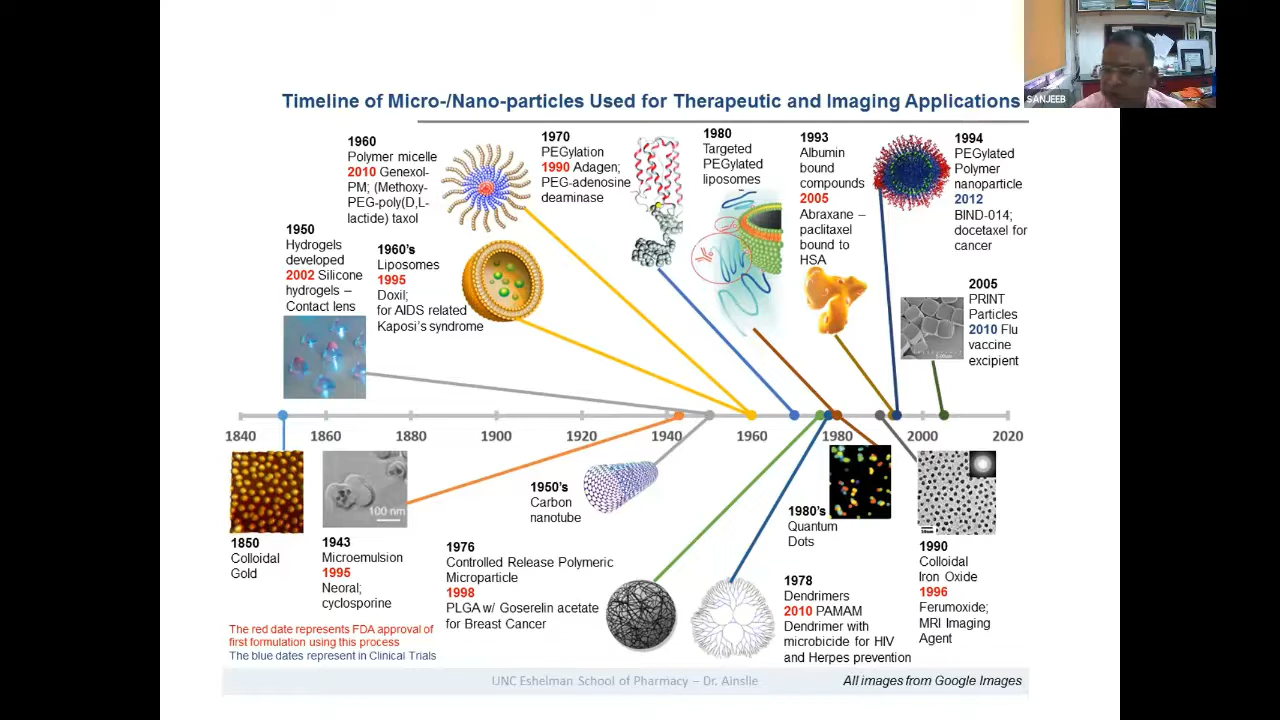 SANJEEB
Timeline of Micro-/Nano-particles Used for Therapeutic and Imaging Applications
1960
Polymer micelle
2010 Genexol-
PM; (Methoxy-
PEG-poly(D,L-
lactide) taxol
1970
PEGylation
1990 Adagen;
PEG-adenosine
deaminase
1980
Targeted
PEGylated
liposomes
1993
Albumin
bound
compounds
2005
Abraxane –
paclitaxel
bound to
HSA
1994
PEGylated
Polymer
nanoparticle
2012
BIND-014;
docetaxel for
cancer
1950
Hydrogels
developed
2002 Silicone
hydrogels –
Contact lens
1960's
Liposomes
1995
Doxil;
for AIDS related
Kaposi's syndrome
2005
PRINT
Particles
2010 Flu
vaccine
excipient
1840 1860 1880 1900 1920 1940 1960 1980 2000 2020
1850
Colloidal
Gold
100 nm
1943
Microemulsion
1995
Neoral;
cyclosporine
1950's
Carbon
nanotube
1976
Controlled Release Polymeric
Microparticle
1998
PLGA w/ Goserelin acetate
for Breast Cancer
1980's
Quantum
Dots
1978
Dendrimers
2010 PAMAM
Dendrimer with
microbicide for HIV
and Herpes prevention
1990
Colloidal
Iron Oxide
1996
Ferumoxide;
MRI Imaging
Agent
The red date represents FDA approval of
first formulation using this process
The blue dates represent in Clinical Trials
UNC Eshelman School of Pharmacy – Dr. Ainslie
All images from Google Images